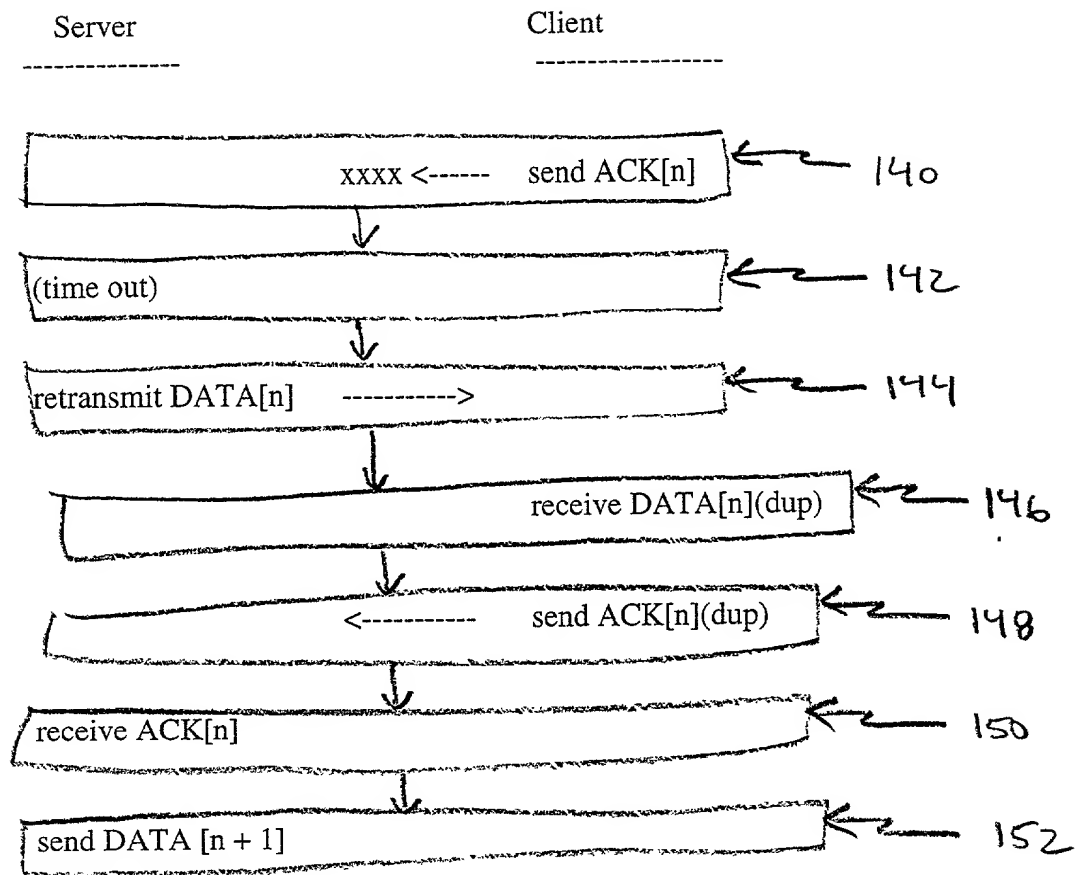 Server Client
--------------- ------------------
xxxx <------ send ACK[n] 140
(time out) 142
retransmit DATA[n] -----------> 144
receive DATA[n](dup) 146
<----------- send ACK[n](dup) 148
receive ACK[n] 150
send DATA [n + 1] 152